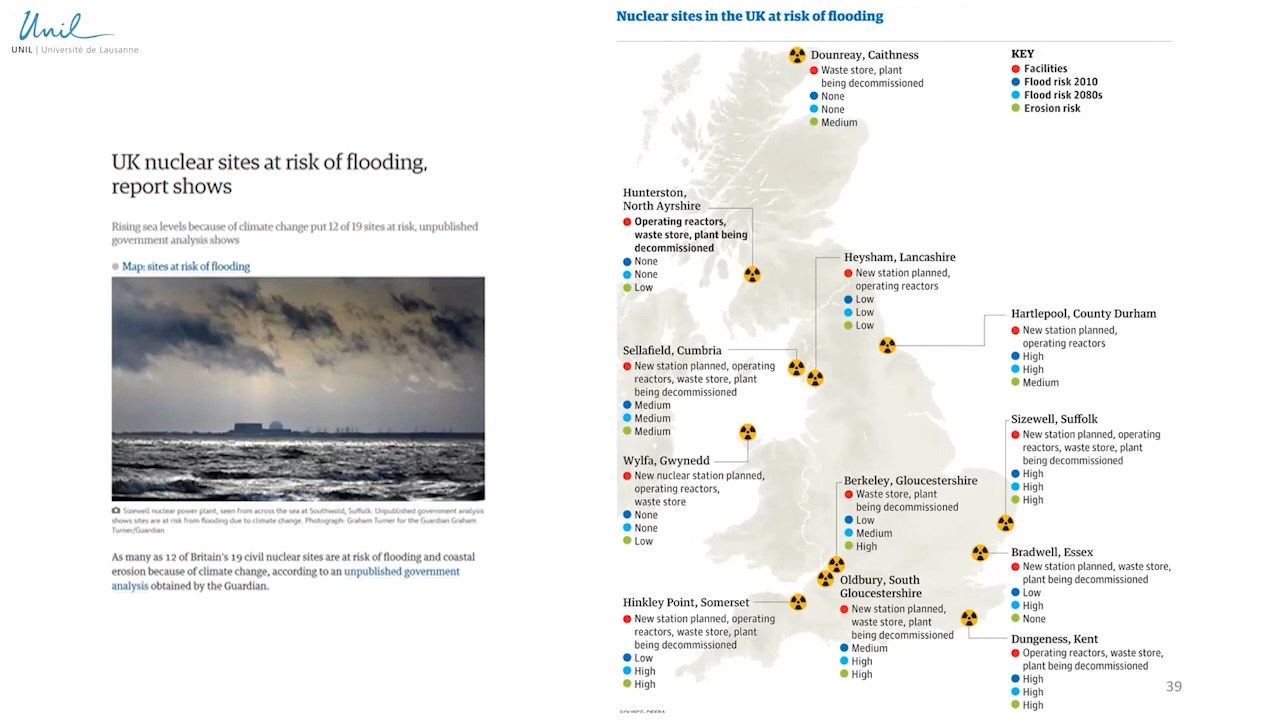 Unil
UNIL | Université de Lausanne
UK nuclear sites at risk of flooding,
report shows
Rising sea levels because of climate change put 12 of 19 sites at risk, unpublished
government analysis shows
Map: sites at risk of flooding
Sizewell nuclear power plant, seen from across the sea at Southwold, Suffolk. Unpublished government analysis
shows sites are at risk from flooding due to climate change. Photograph: Graham Turner for the Guardian Graham
Turner/Guardian
As many as 12 of Britain's 19 civil nuclear sites are at risk of flooding and coastal
erosion because of climate change, according to an unpublished government
analysis obtained by the Guardian.
Nuclear sites in the UK at risk of flooding
Dounreay, Caithness
Waste store, plant
being decommissioned
None
None
Medium
KEY
Facilities
Flood risk 2010
Flood risk 2080s
Erosion risk
Hunterston,
North Ayrshire
Operating reactors,
waste store, plant being
decommissioned
None
None
Low
Heysham, Lancashire
New station planned,
operating reactors
Low
Low
Low
Hartlepool, County Durham
New station planned,
operating reactors
High
High
Medium
Sellafield, Cumbria
New station planned, operating
reactors, waste store, plant
being decommissioned
Medium
Medium
Medium
Sizewell, Suffolk
New station planned, operating
reactors, waste store, plant
being decommissioned
High
High
High
Wylfa, Gwynedd
New nuclear station planned,
operating reactors,
waste store
None
None
Low
Berkeley, Gloucestershire
Waste store, plant
being decommissioned
Low
Medium
High
Bradwell, Essex
New station planned, waste store,
plant being decommissioned
Low
High
None
Oldbury, South
Gloucestershire
New station planned,
waste store, plant
being decommissioned
Medium
High
High
Hinkley Point, Somerset
New station planned, operating
reactors, waste store, plant
being decommissioned
Low
High
High
Dungeness, Kent
Operating reactors, waste store,
plant being decommissioned
High
High
High
39